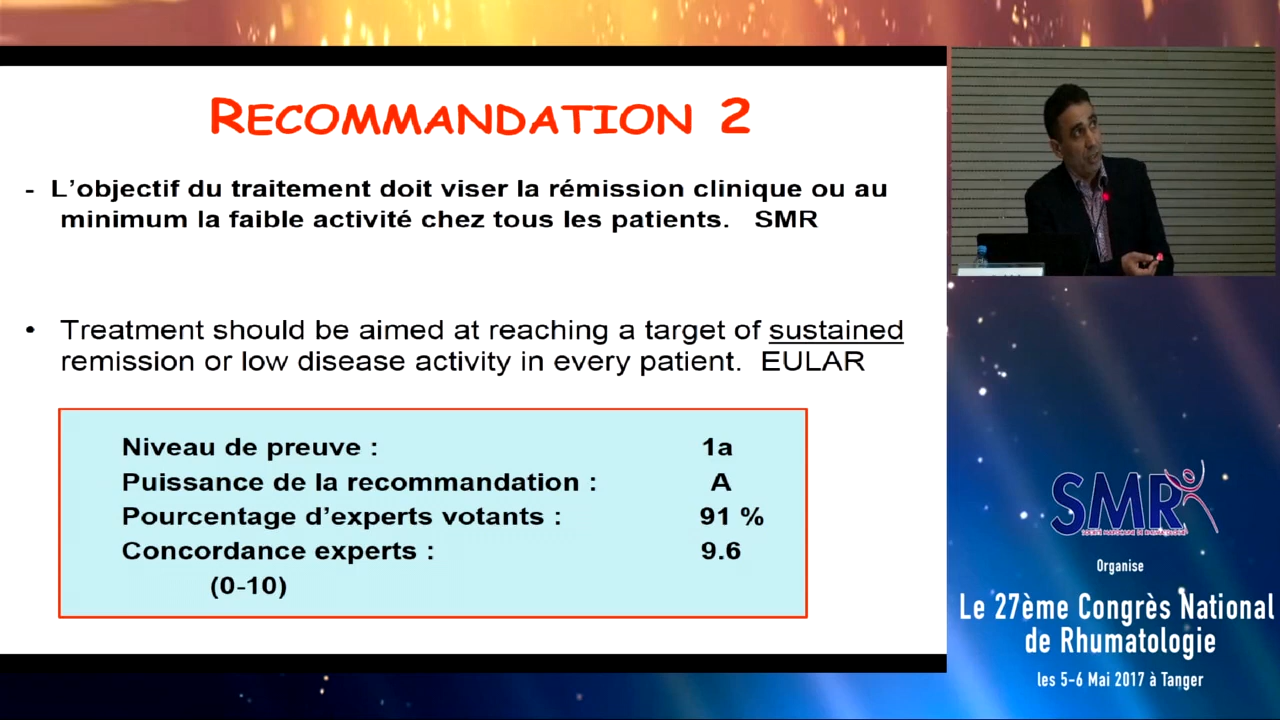 RECOMMANDATION 2
- L'objectif du traitement doit viser la rémission clinique ou au
minimum la faible activité chez tous les patients. SMR
• Treatment should be aimed at reaching a target of sustained
remission or low disease activity in every patient. EULAR
Niveau de preuve : 1a
Puissance de la recommandation : A
Pourcentage d'experts votants : 91 %
Concordance experts : 9.6
(0-10)
SMR
Organise
Le 27ème Congrès National
de Rhumatologie
les 5-6 Mai 2017 à Tanger